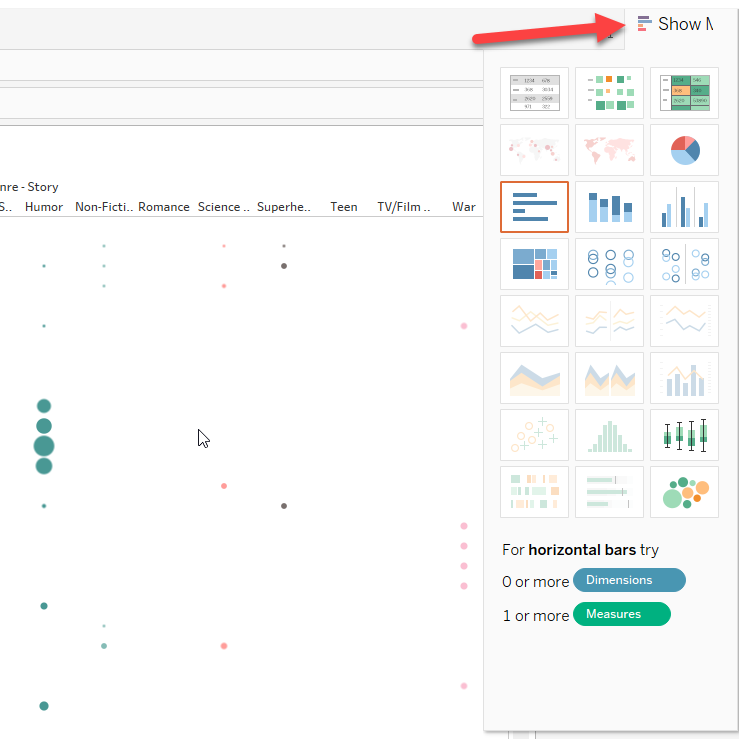 Show M
nre - Story
S.. Humor Non-Ficti.. Romance Science .. Superhe.. Teen TV/Film .. War
For horizontal bars try
0 or more Dimensions
1 or more Measures